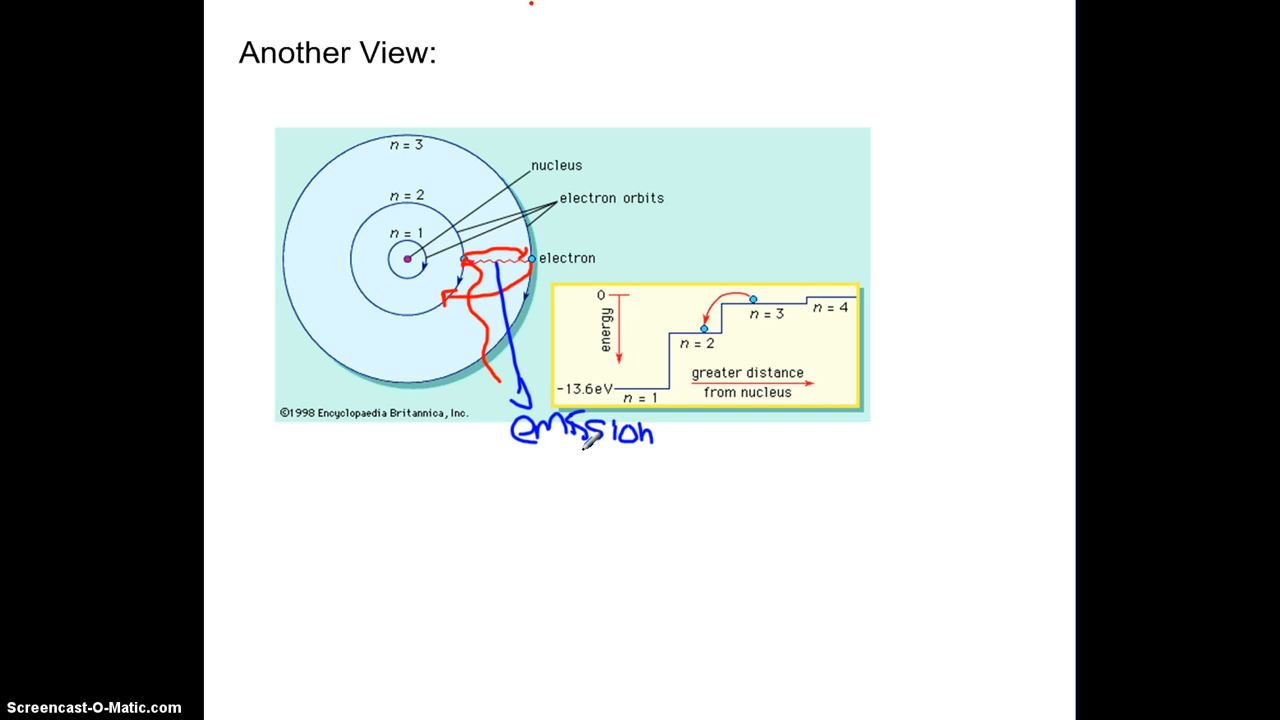 Another View:
n = 3
nucleus
n = 2
electron orbits
n = 1
electron
0
energy
n = 3
n = 4
n = 2
greater distance
from nucleus
-13.6eV
n = 1
©1998 Encyclopaedia Britannica, Inc.
emission
Screencast-O-Matic.com